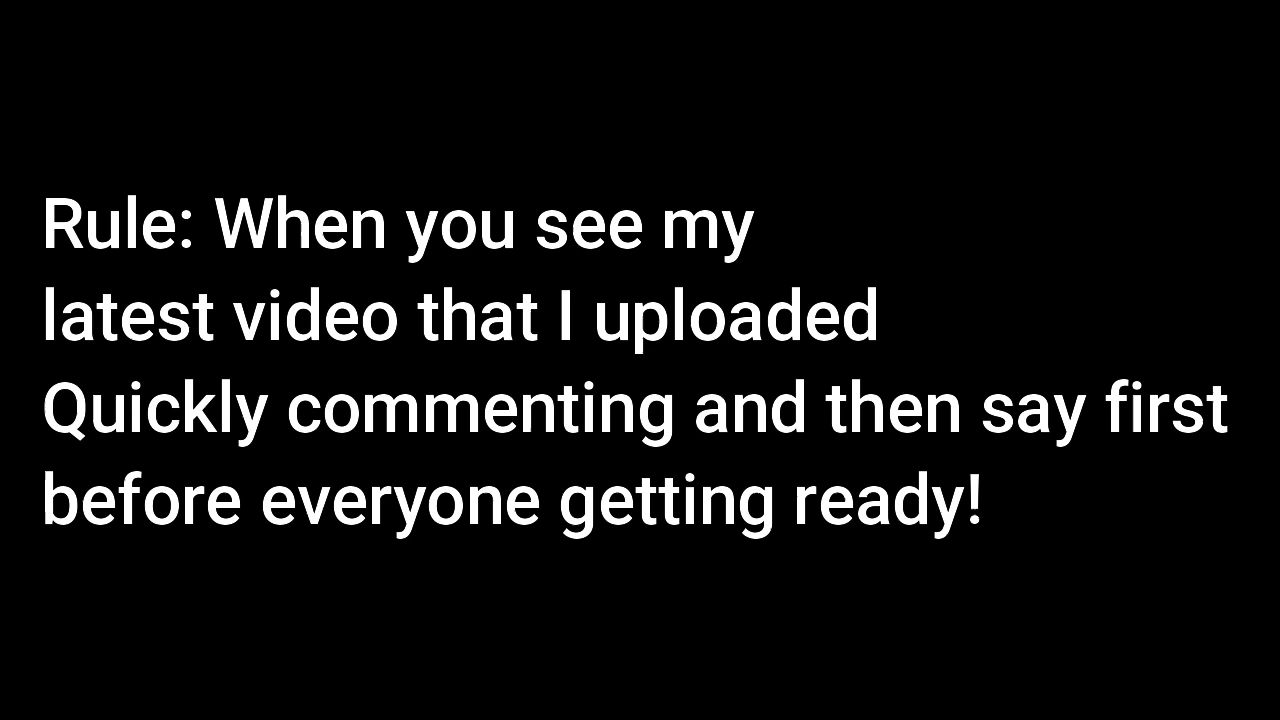 Rule: When you see my
latest video that I uploaded
Quickly commenting and then say first
before everyone getting ready!